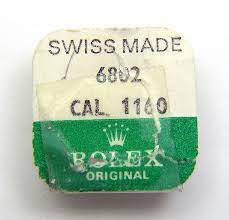 SWISS MADE
6802
CAL. 1160
ROLEX
ORIGINAL